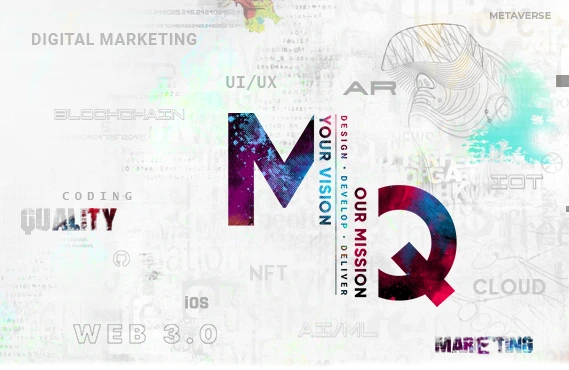 METAVERSE
DIGITAL MARKETING
UI/UX
AR
BLOCKCHAIN
M
YOUR VISION
DESIGN • DEVELOP • DELIVER
OUR MISSION
Q
IOT
CODING
QUALITY
NFT
CLOUD
iOS
WEB 3.0
AI/ML
MARKETING